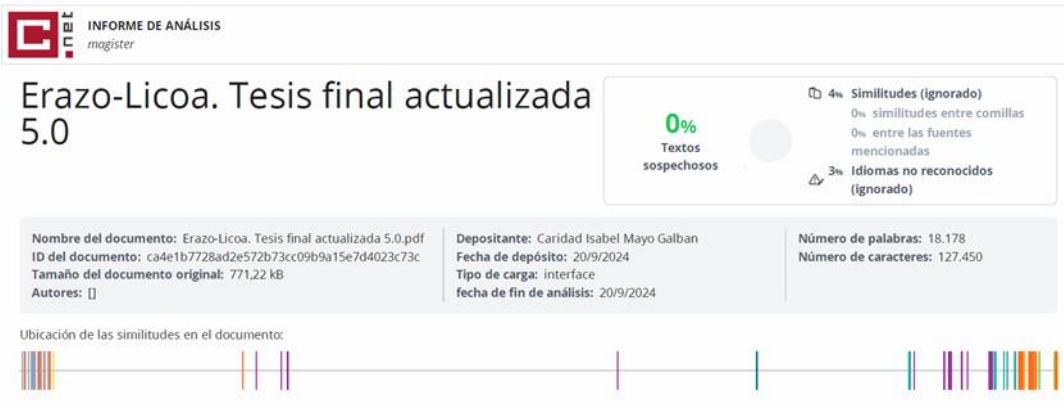 C.net
INFORME DE ANÁLISIS
magister
Erazo-Licoa. Tesis final actualizada
5.0
0%
Textos
sospechosos
4% Similitudes (ignorado)
0% similitudes entre comillas
0% entre las fuentes
mencionadas
3% Idiomas no reconocidos
(ignorado)
Nombre del documento: Erazo-Licoa. Tesis final actualizada 5.0.pdf
ID del documento: ca4e1b7728ad2e572b73cc09b9a15e7d4023c73c
Tamaño del documento original: 771,22 kB
Autores: []
Depositante: Caridad Isabel Mayo Galban
Fecha de depósito: 20/9/2024
Tipo de carga: interface
fecha de fin de análisis: 20/9/2024
Número de palabras: 18.178
Número de caracteres: 127.450
Ubicación de las similitudes en el documento: